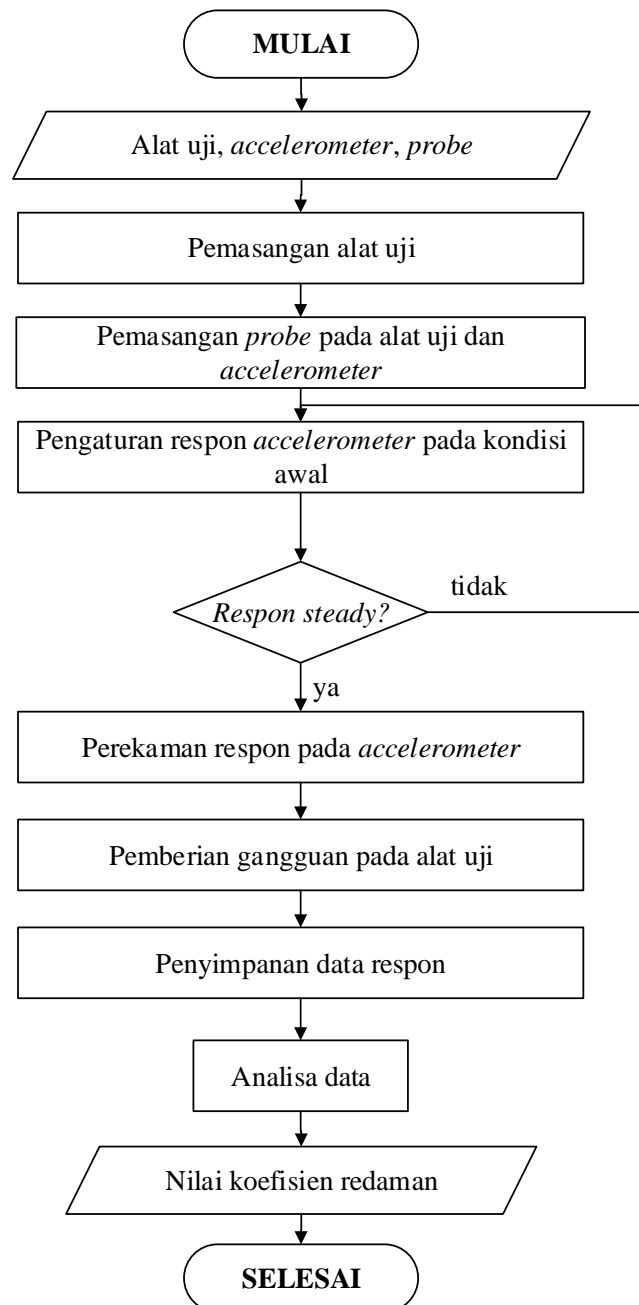 MULAI
Alat uji, accelerometer, probe
Pemasangan alat uji
Pemasangan probe pada alat uji dan
accelerometer
Pengaturan respon accelerometer pada kondisi
awal
Respon steady?
tidak
ya
Perekaman respon pada accelerometer
Pemberian gangguan pada alat uji
Penyimpanan data respon
Analisa data
Nilai koefisien redaman
SELESAI